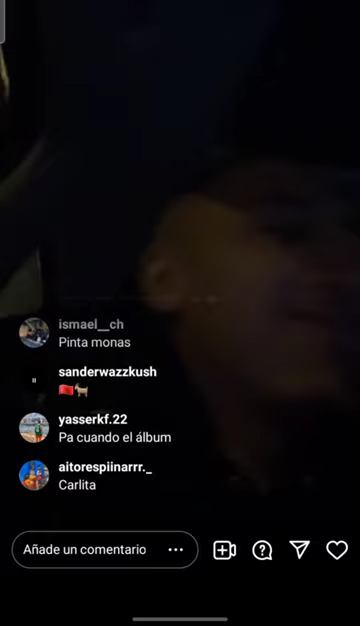 ismael__ch
Pinta monas
sanderwazzkush
🇲🇦🐐
yasserkf.22
Pa cuando el álbum
aitorespiinarrr._
Carlita
Añade un comentario